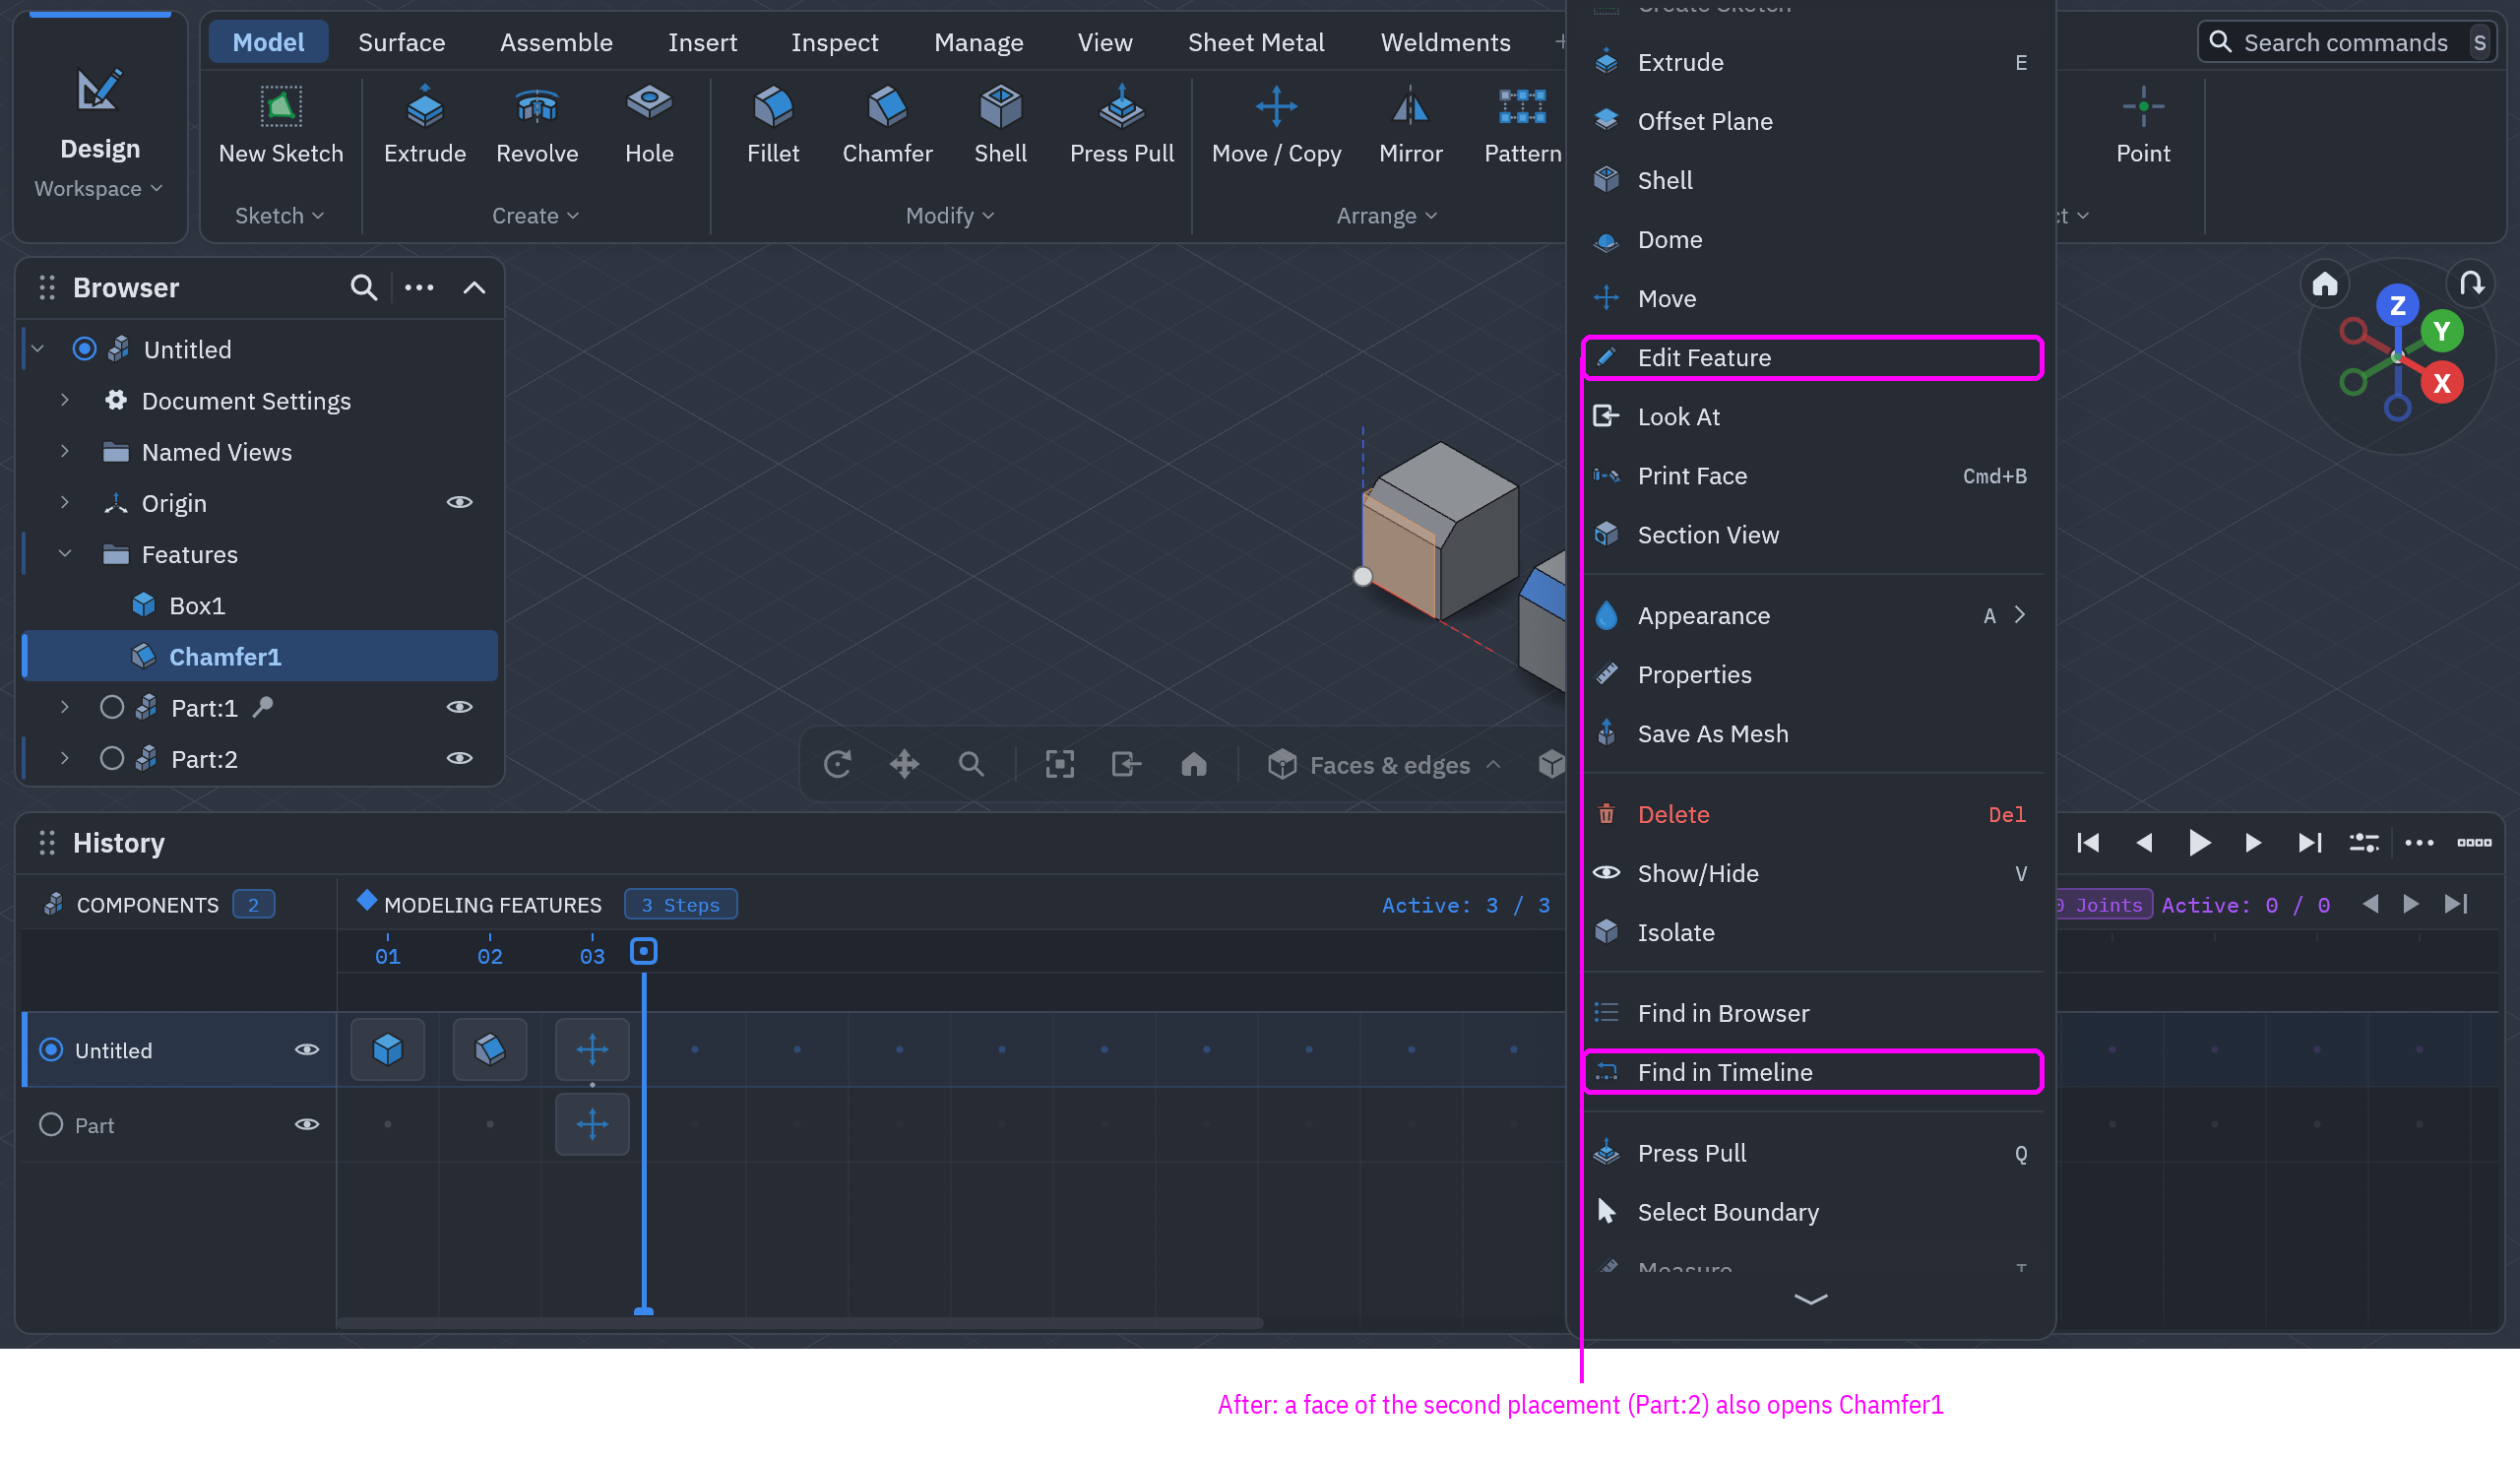 Design
Workspace
Model
Surface
Assemble
Insert
Inspect
Manage
View
Sheet Metal
Weldments
Search commands
S
New Sketch
Extrude
Revolve
Hole
Fillet
Chamfer
Shell
Press Pull
Move / Copy
Mirror
Pattern
Point
Sketch
Create
Modify
Arrange
Browser
Untitled
Document Settings
Named Views
Origin
Features
Box1
Chamfer1
Part:1
Part:2
Z
Y
X
Faces & edges
Create Sketch
Extrude E
Offset Plane
Shell
Dome
Move
Edit Feature
Look At
Print Face Cmd+B
Section View
Appearance A
Properties
Save As Mesh
Delete Del
Show/Hide V
Isolate
Find in Browser
Find in Timeline
Press Pull Q
Select Boundary
Measure T
History
COMPONENTS 2
MODELING FEATURES 3 Steps
Active: 3 / 3
0 Joints Active: 0 / 0
01 02 03
Untitled
Part
After: a face of the second placement (Part:2) also opens Chamfer1